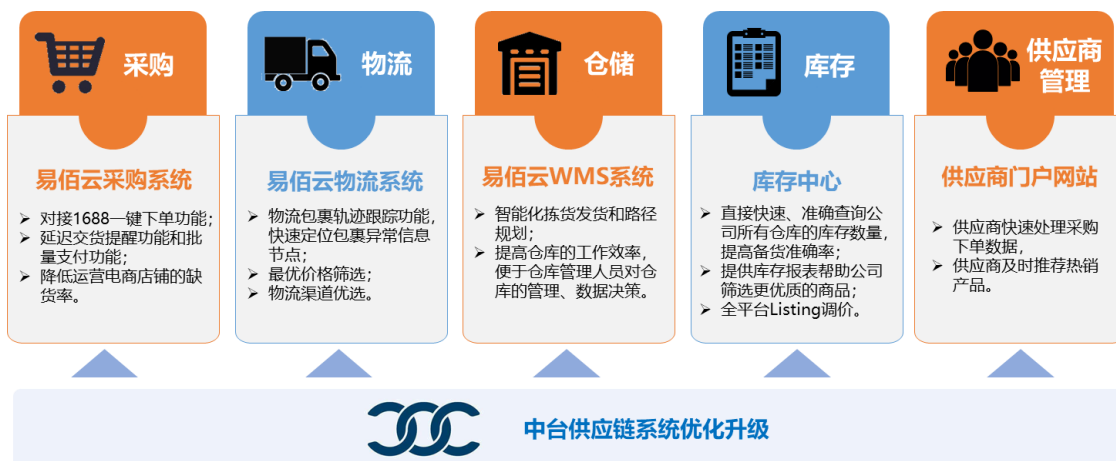 采购
易佰云采购系统
对接1688一键下单功能；
延迟交货提醒功能和批
量支付功能；
降低运营电商店铺的缺
货率。
物流
易佰云物流系统
物流包裹轨迹跟踪功能，
快速定位包裹异常信息
节点；
最优价格筛选；
物流渠道优选。
仓储
易佰云WMS系统
智能化拣货发货和路径
规划；
提高仓库的工作效率，
便于仓库管理人员对仓
库的管理、数据决策。
库存
库存中心
直接快速、准确查询公
司所有仓库的库存数量，
提高备货准确率；
提供库存报表帮助公司
筛选更优质的商品；
全平台Listing调价。
供应商
管理
供应商门户网站
供应商快速处理采购
下单数据，
供应商及时推荐热销
产品。
中台供应链系统优化升级